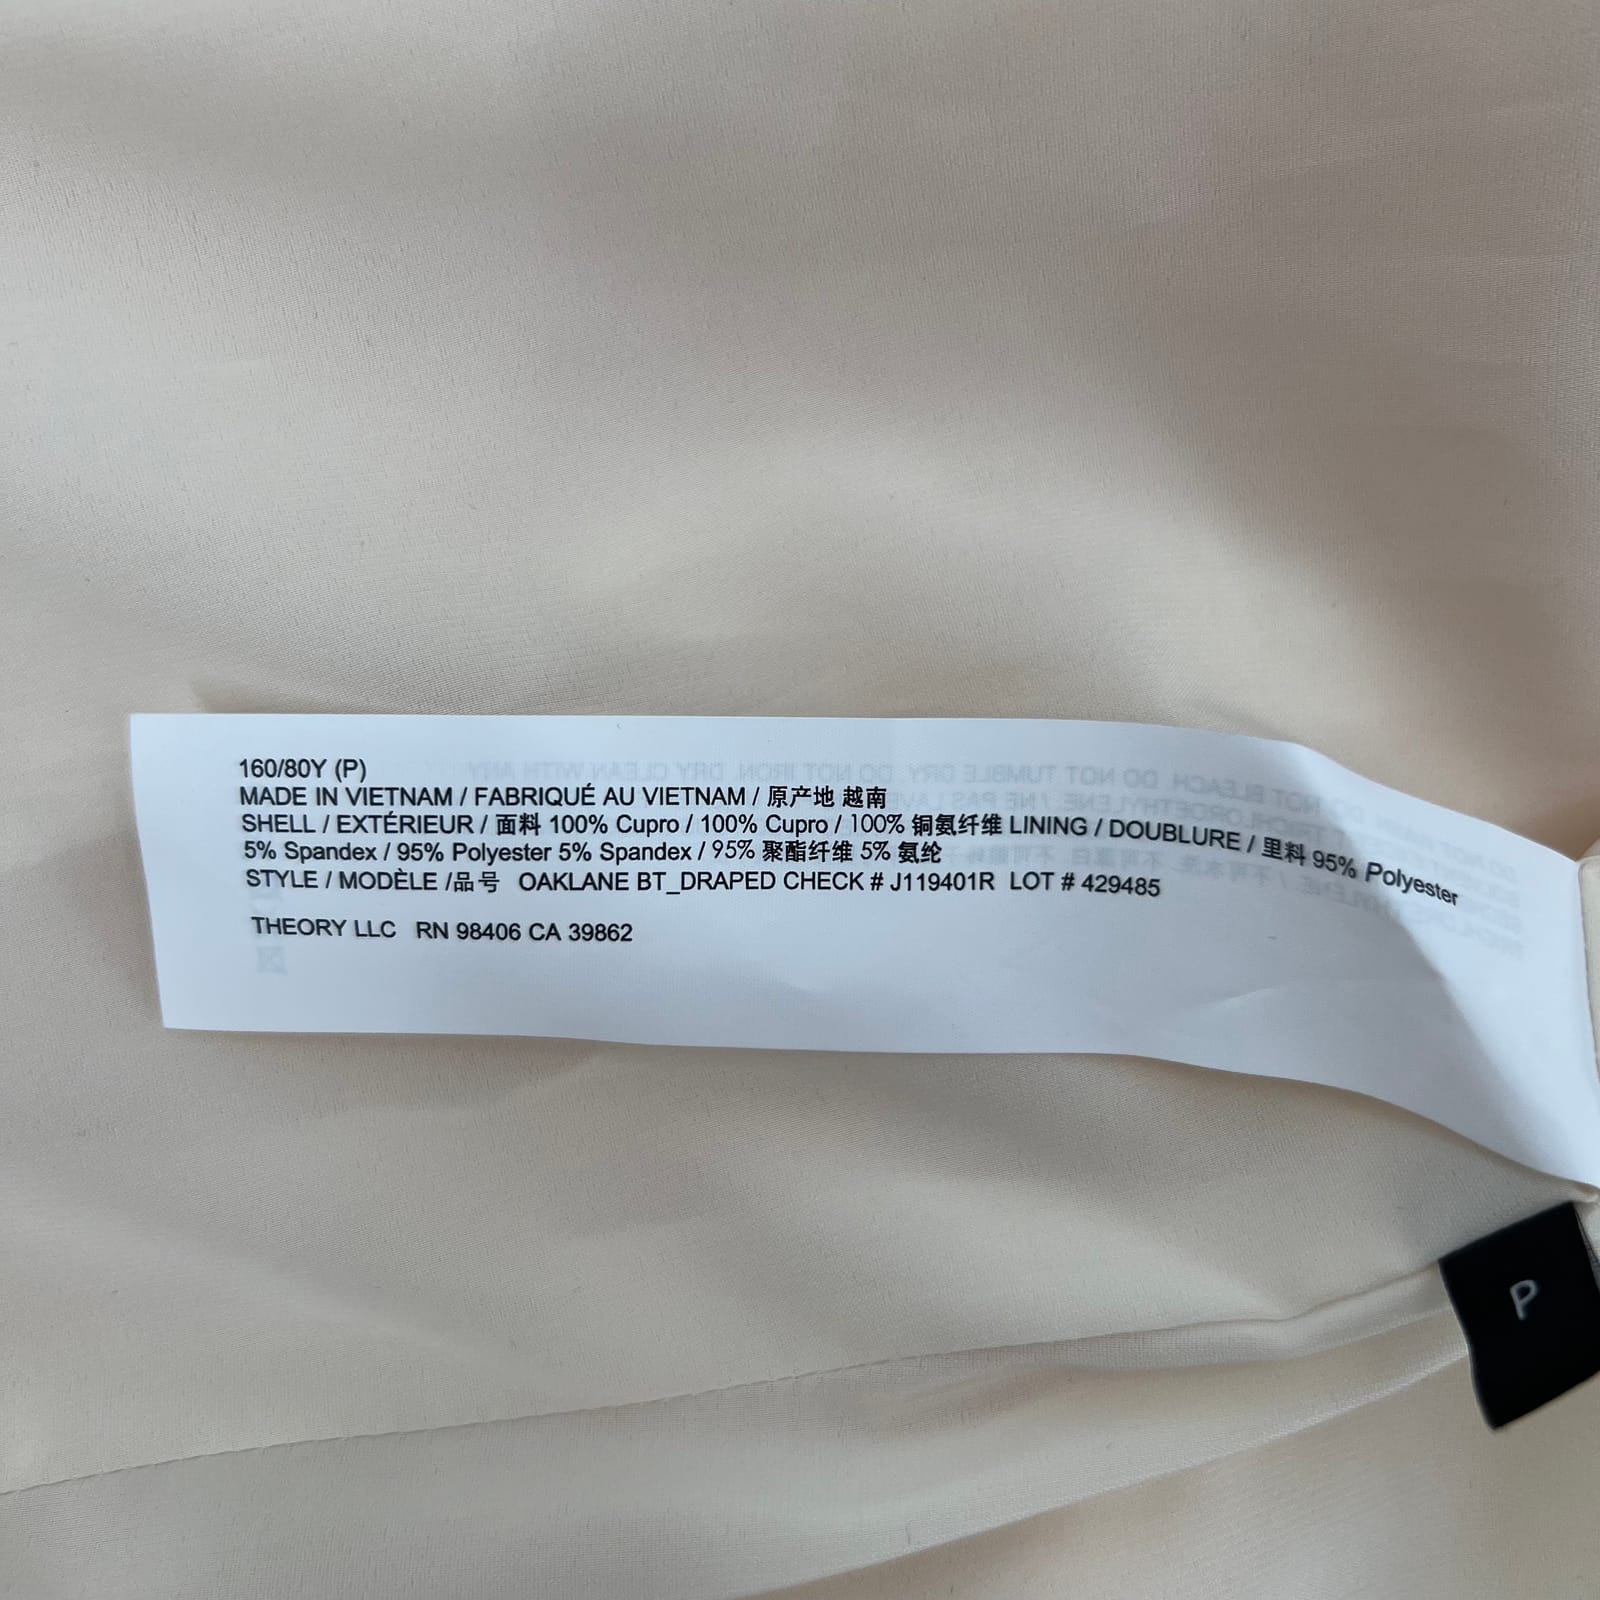 160/80Y (P)
MADE IN VIETNAM / FABRIQUÉ AU VIETNAM / 原产地 越南
SHELL / EXTÉRIEUR / 面料 100% Cupro / 100% Cupro / 100% 铜氨纤维 LINING / DOUBLURE / 里料 95% Polyester
5% Spandex / 95% Polyester 5% Spandex / 95% 聚酯纤维 5% 氨纶
STYLE / MODÈLE /品号 OAKLANE BT_DRAPED CHECK # J119401R LOT # 429485
THEORY LLC RN 98406 CA 39862
P